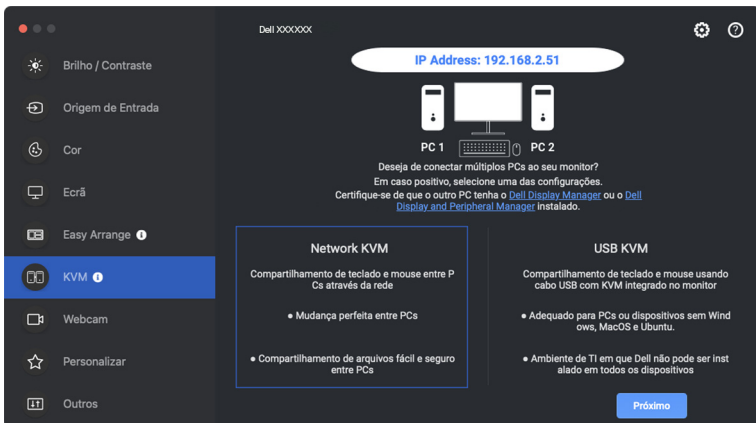 Dell XXXXXX
IP Address: 192.168.2.51
Brilho / Contraste
Origem de Entrada
Cor
Ecrã
Easy Arrange
KVM
Webcam
Personalizar
Outros
PC 1
PC 2
Deseja de conectar múltiplos PCs ao seu monitor?
Em caso positivo, selecione uma das configurações.
Certifique-se de que o outro PC tenha o Dell Display Manager ou o Dell
Display and Peripheral Manager instalado.
Network KVM
Compartilhamento de teclado e mouse entre P
Cs através da rede
● Mudança perfeita entre PCs
● Compartilhamento de arquivos fácil e seguro
entre PCs
USB KVM
Compartilhamento de teclado e mouse usando
cabo USB com KVM integrado no monitor
● Adequado para PCs ou dispositivos sem Wind
ows, MacOS e Ubuntu.
● Ambiente de TI em que Dell não pode ser inst
alado em todos os dispositivos
Próximo